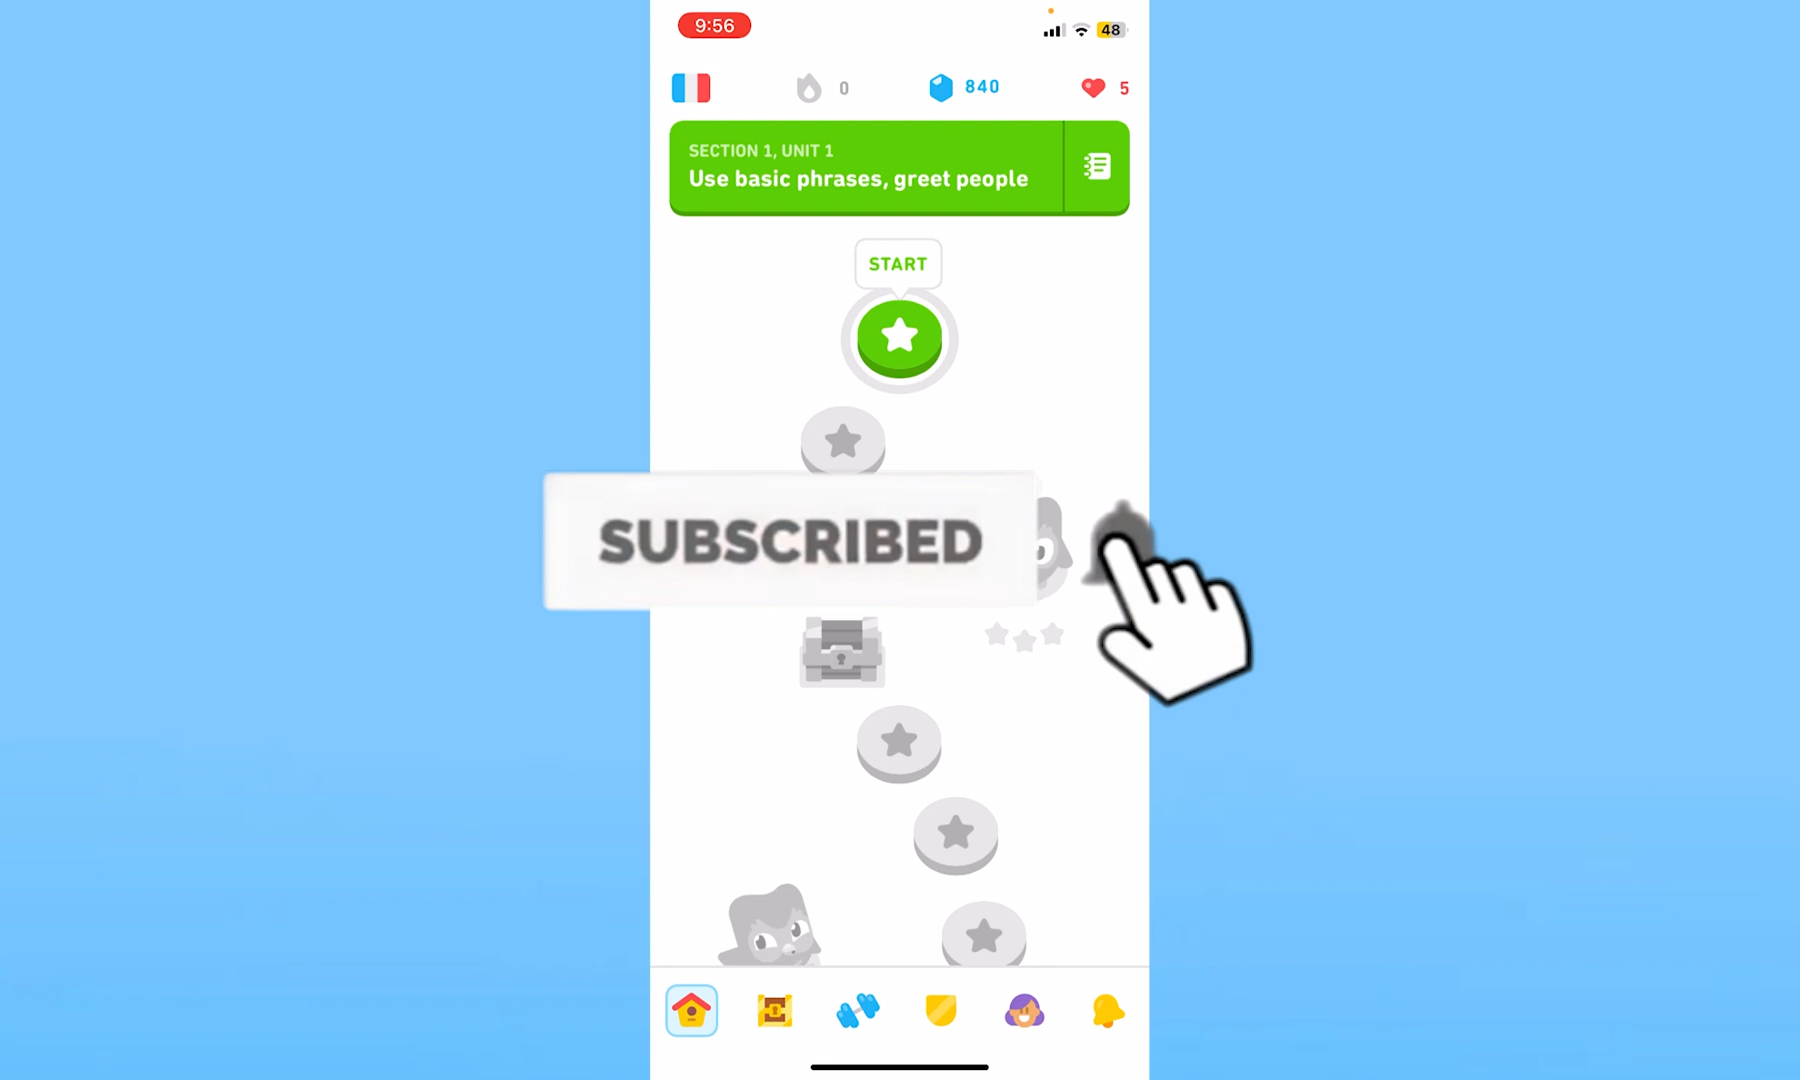 9:56
48
0
840
5
SECTION 1, UNIT 1
Use basic phrases, greet people
START
SUBSCRIBED